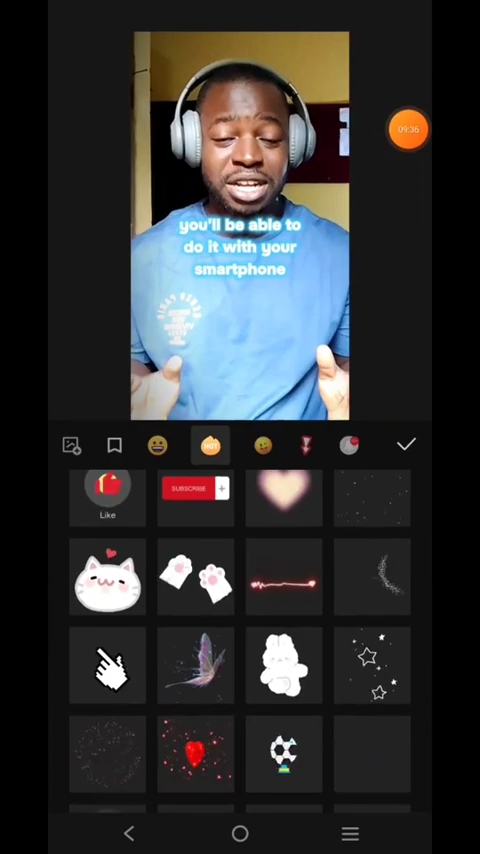 09:36
you'll be able to
do it with your
smartphone
HOT
SUBSCRIBE +
Like